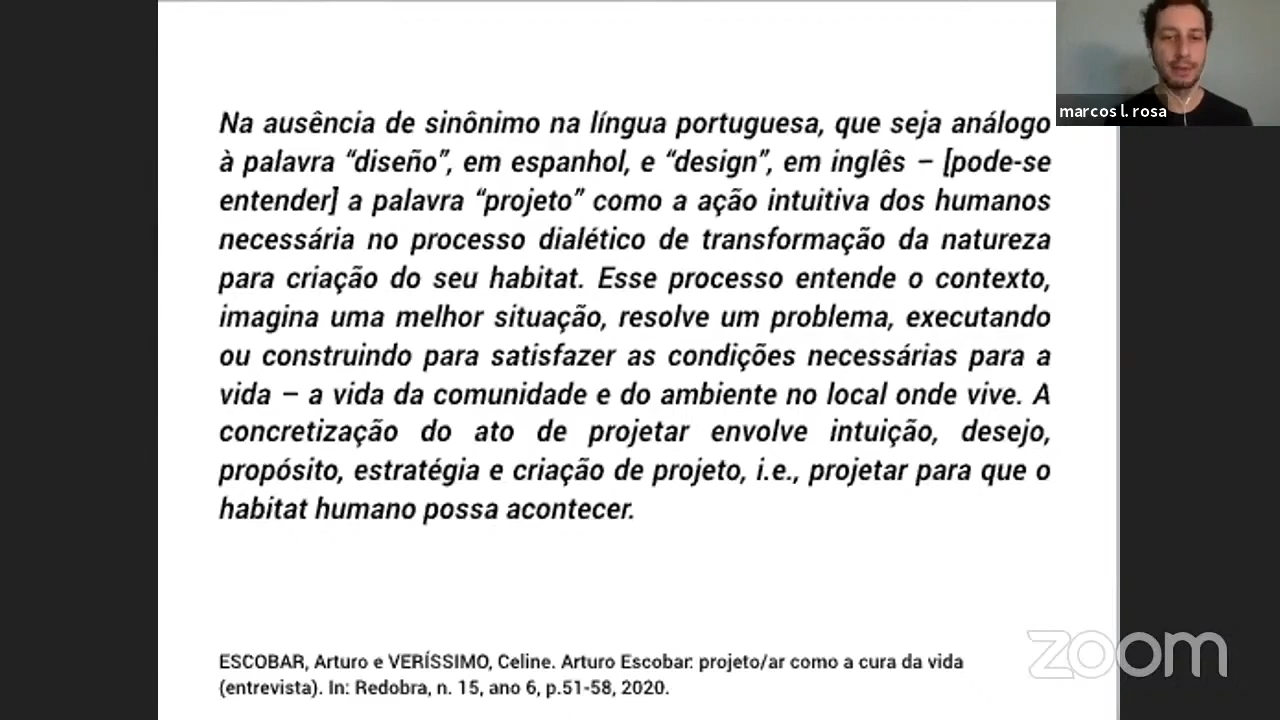 Na ausência de sinônimo na língua portuguesa, que seja análogo
à palavra “diseño”, em espanhol, e “design”, em inglês – [pode-se
entender] a palavra “projeto” como a ação intuitiva dos humanos
necessária no processo dialético de transformação da natureza
para criação do seu habitat. Esse processo entende o contexto,
imagina uma melhor situação, resolve um problema, executando
ou construindo para satisfazer as condições necessárias para a
vida – a vida da comunidade e do ambiente no local onde vive. A
concretização do ato de projetar envolve intuição, desejo,
propósito, estratégia e criação de projeto, i.e., projetar para que o
habitat humano possa acontecer.
ESCOBAR, Arturo e VERÍSSIMO, Celine. Arturo Escobar: projeto/ar como a cura da vida
(entrevista). In: Redobra, n. 15, ano 6, p.51-58, 2020.
marcos l. rosa
zoom